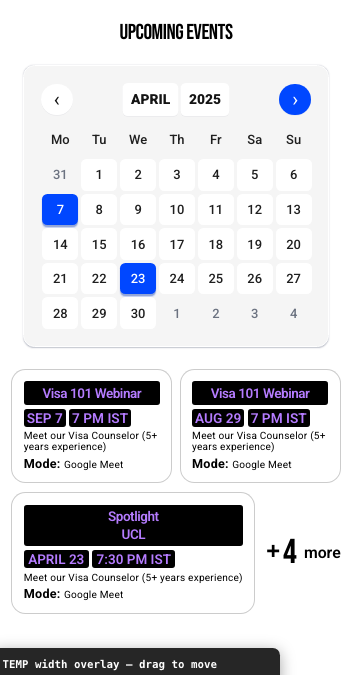 UPCOMING EVENTS
‹ APRIL 2025 ›
Mo Tu We Th Fr Sa Su
31 1 2 3 4 5 6
7 8 9 10 11 12 13
14 15 16 17 18 19 20
21 22 23 24 25 26 27
28 29 30 1 2 3 4
Visa 101 Webinar
SEP 7 7 PM IST
Meet our Visa Counselor (5+
years experience)
Mode: Google Meet
Visa 101 Webinar
AUG 29 7 PM IST
Meet our Visa Counselor (5+
years experience)
Mode: Google Meet
Spotlight
UCL
APRIL 23 7:30 PM IST
Meet our Visa Counselor (5+ years experience)
Mode: Google Meet
+4 more
TEMP width overlay — drag to move